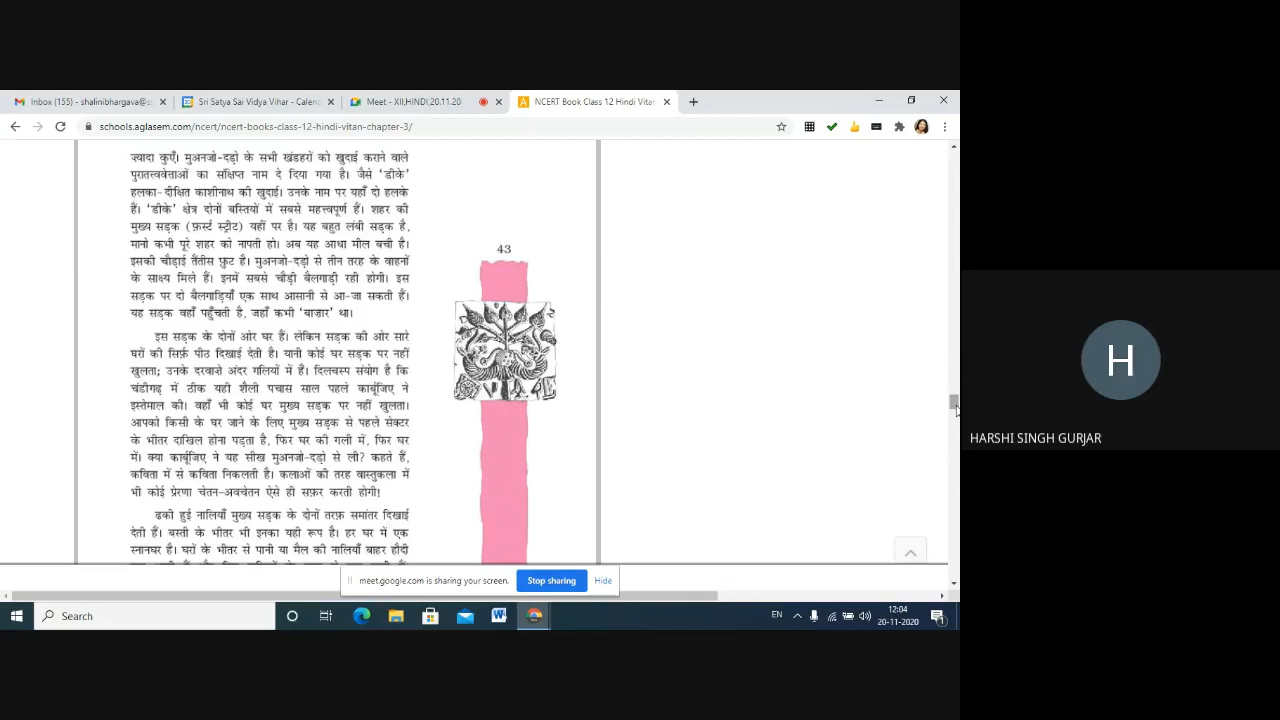 Inbox (155) - shalinibhargava@s
Sri Satya Sai Vidya Vihar - Calenc
Meet - XII,HINDI,20.11.20
NCERT Book Class 12 Hindi Vitan
schools.aglasem.com/ncert/ncert-books-class-12-hindi-vitan-chapter-3/
ज़्यादा कुएँ। मुअनजो-दड़ो के सभी खंडहरों को खुदाई कराने वाले
पुरातत्त्ववेत्ताओं का संक्षिप्त नाम दे दिया गया है। जैसे 'डीके'
हलका-दीक्षित काशीनाथ की खुदाई। उनके नाम पर यहाँ दो हलके
हैं। 'डीके' क्षेत्र दोनों बस्तियों में सबसे महत्त्वपूर्ण हैं। शहर की
मुख्य सड़क (फ़र्स्ट स्ट्रीट) यहीं पर है। यह बहुत लंबी सड़क है,
मानो कभी पूरे शहर को नापती हो। अब यह आधा मील बची है।
इसकी चौड़ाई तैंतीस फ़ुट है। मुअनजो-दड़ो से तीन तरह के वाहनों
के साक्ष्य मिले हैं। इनमें सबसे चौड़ी बैलगाड़ी रही होगी। इस
सड़क पर दो बैलगाड़ियाँ एक साथ आसानी से आ-जा सकती हैं।
यह सड़क वहाँ पहुँचती है, जहाँ कभी 'बाज़ार' था।
इस सड़क के दोनों ओर घर हैं। लेकिन सड़क की ओर सारे
घरों की सिर्फ़ पीठ दिखाई देती है। यानी कोई घर सड़क पर नहीं
खुलता; उनके दरवाज़े अंदर गलियों में हैं। दिलचस्प संयोग है कि
चंडीगढ़ में ठीक यही शैली पचास साल पहले कार्बूजिए ने
इस्तेमाल की। वहाँ भी कोई घर मुख्य सड़क पर नहीं खुलता।
आपको किसी के घर जाने के लिए मुख्य सड़क से पहले सेक्टर
के भीतर दाखिल होना पड़ता है, फिर घर की गली में, फिर घर
में। क्या कार्बूजिए ने यह सीख मुअनजो-दड़ो से ली? कहते हैं,
कविता में से कविता निकलती है। कलाओं की तरह वास्तुकला में
भी कोई प्रेरणा चेतन-अवचेतन ऐसे ही सफ़र करती होगी!
ढकी हुई नालियाँ मुख्य सड़क के दोनों तरफ़ समांतर दिखाई
देती हैं। बस्ती के भीतर भी इनका यही रूप है। हर घर में एक
स्नानघर है। घरों के भीतर से पानी या मैल की नालियाँ बाहर हौदी
43
meet.google.com is sharing your screen.
Stop sharing
Hide
Search
EN
12:04
20-11-2020
1
H
HARSHI SINGH GURJAR